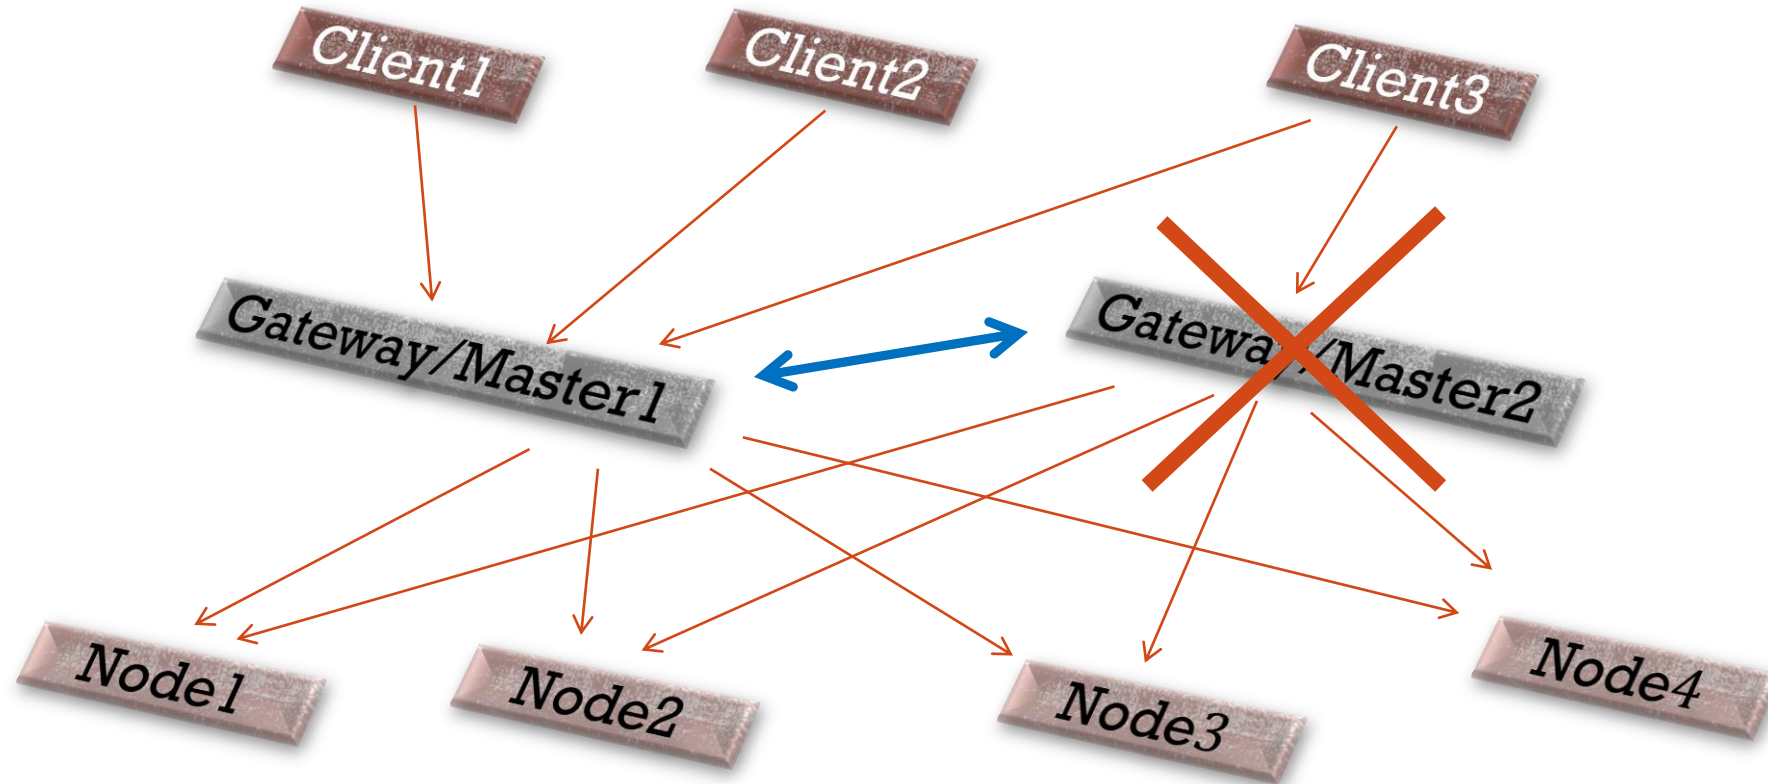 Client1
Client2
Client3
Gateway/Master1
Gateway/Master2
Node1
Node2
Node3
Node4